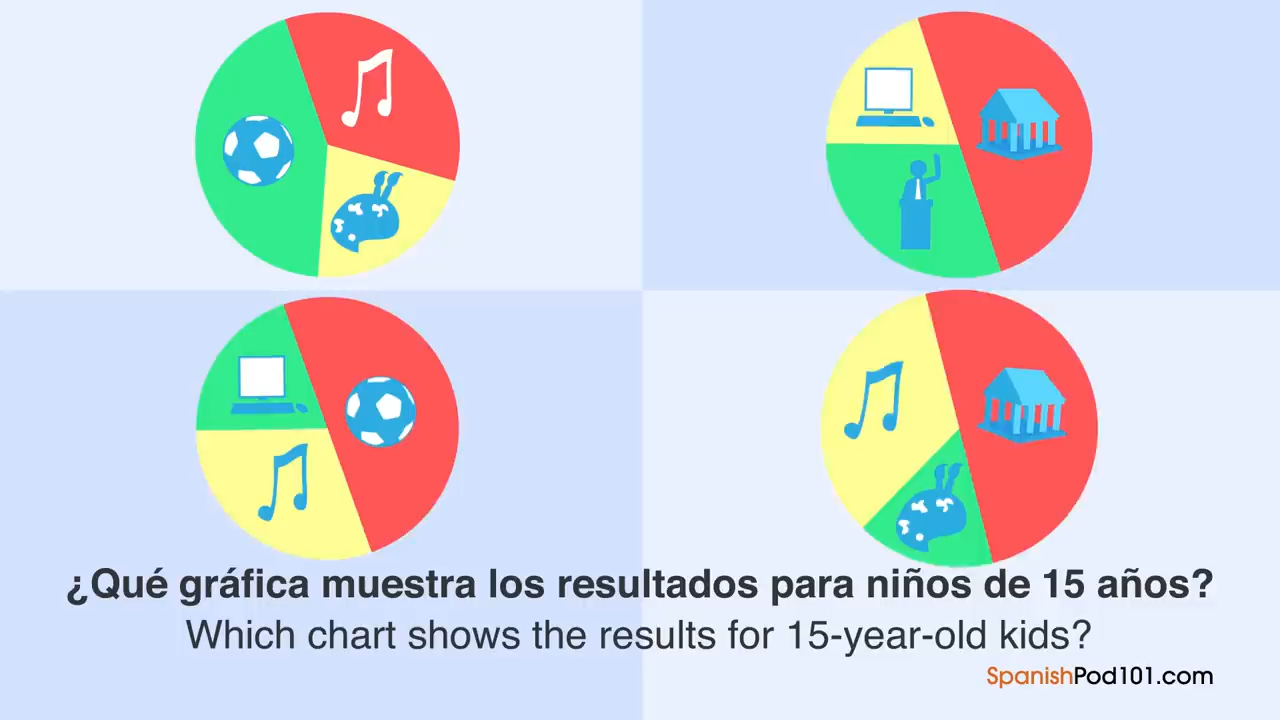 ¿Qué gráfica muestra los resultados para niños de 15 años?
Which chart shows the results for 15-year-old kids?
SpanishPod101.com